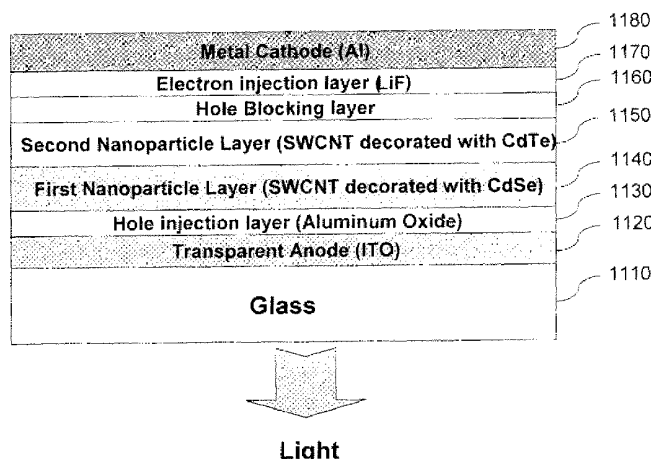 1180
Metal Cathode (Al)
1170
Electron injection layer (LiF)
1160
Hole Blocking layer
1150
Second Nanoparticle Layer (SWCNT decorated with CdTe)
1140
First Nanoparticle Layer (SWCNT decorated with CdSe)
1130
Hole injection layer (Aluminum Oxide)
1120
Transparent Anode (ITO)
1110
Glass
Light